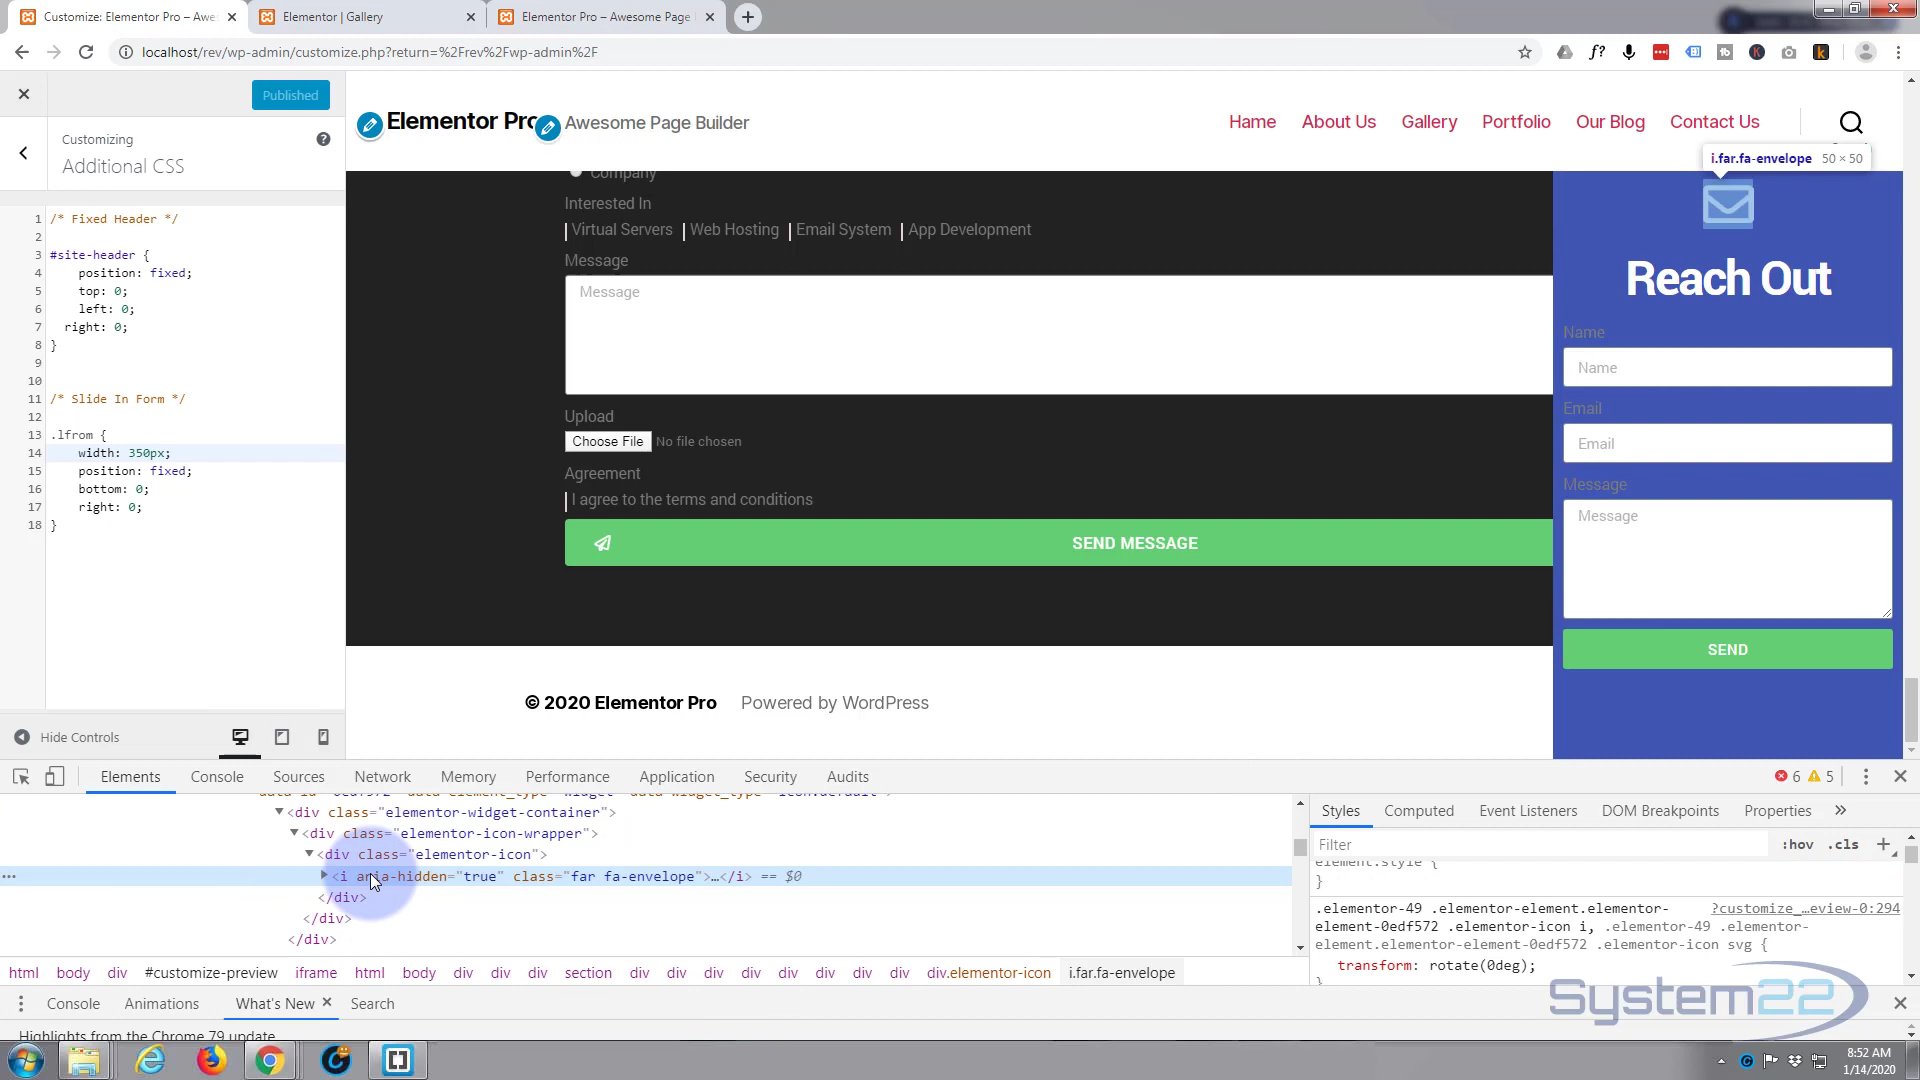 Customize: Elementor Pro – Awe
Elementor | Gallery
Elementor Pro – Awesome Page
localhost/rev/wp-admin/customize.php?return=%2Frev%2Fwp-admin%2F
Published
Customizing
Additional CSS
1 /* Fixed Header */
2
3 #site-header {
4 position: fixed;
5 top: 0;
6 left: 0;
7 right: 0;
8 }
9
10
11 /* Slide In Form */
12
13 .lfrom {
14 width: 350px;
15 position: fixed;
16 bottom: 0;
17 right: 0;
18 }
Hide Controls
Elementor Pro
Awesome Page Builder
Home About Us Gallery Portfolio Our Blog Contact Us
i.far.fa-envelope 50 × 50
Company
Interested In
Virtual Servers Web Hosting Email System App Development
Message
Message
Upload
Choose File No file chosen
Agreement
I agree to the terms and conditions
SEND MESSAGE
© 2020 Elementor Pro Powered by WordPress
Reach Out
Name
Name
Email
Email
Message
Message
SEND
Elements Console Sources Network Memory Performance Application Security Audits
6 5
<div class="elementor-widget-container">
<div class="elementor-icon-wrapper">
<div class="elementor-icon">
<i aria-hidden="true" class="far fa-envelope">…</i> == $0
</div>
</div>
</div>
html body div #customize-preview iframe html body div div div section div div div div div div div div.elementor-icon i.far.fa-envelope
Styles Computed Event Listeners DOM Breakpoints Properties »
Filter :hov .cls +
element.style {
}
.elementor-49 .elementor-element.elementor-
?customize_…eview-0:294
element-0edf572 .elementor-icon i, .elementor-49 .elementor-
element.elementor-element-0edf572 .elementor-icon svg {
transform: rotate(0deg);
}
Console Animations What's New Search
Highlights from the Chrome 79 update
System22
8:52 AM
1/14/2020